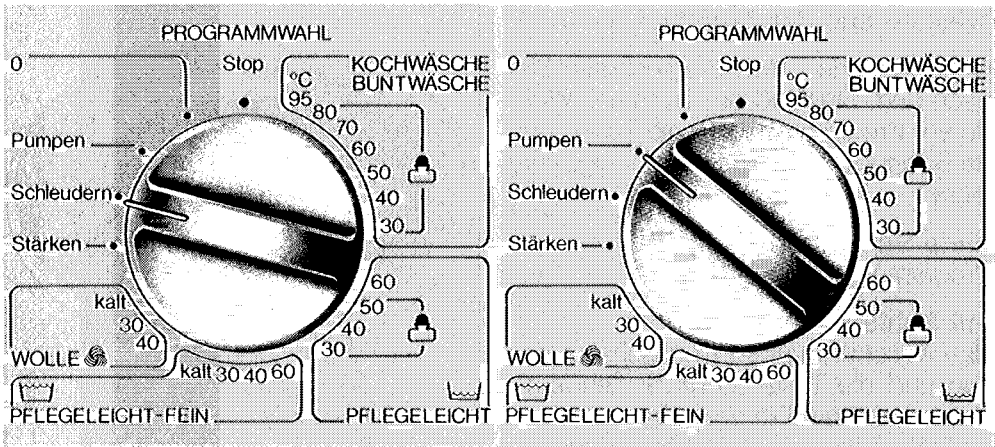 PROGRAMMWAHL
0
Stop
KOCHWÄSCHE
BUNTWÄSCHE
°C
95
80
70
60
50
40
30
Pumpen
Schleudern
Stärken
60
50
40
30
kalt
30
40
WOLLE
kalt 30 40 60
PFLEGELEICHT-FEIN
PFLEGELEICHT
PROGRAMMWAHL
0
Stop
KOCHWÄSCHE
BUNTWÄSCHE
°C
95
80
70
60
50
40
30
Pumpen
Schleudern
Stärken
60
50
40
30
kalt
30
40
WOLLE
kalt 30 40 60
PFLEGELEICHT-FEIN
PFLEGELEICHT